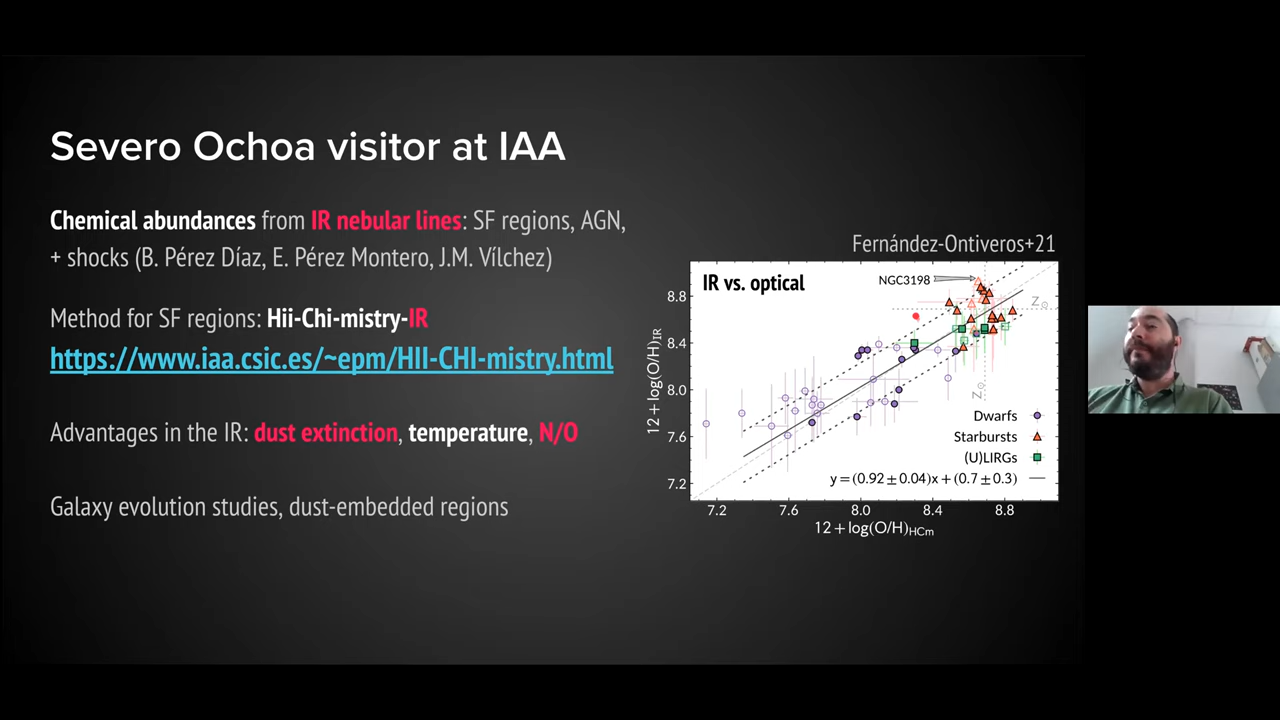 Severo Ochoa visitor at IAA
Chemical abundances from IR nebular lines: SF regions, AGN,
+ shocks (B. Pérez Díaz, E. Pérez Montero, J.M. Vílchez)
Method for SF regions: Hii-Chi-mistry-IR
https://www.iaa.csic.es/~epm/HII-CHI-mistry.html
Advantages in the IR: dust extinction, temperature, N/O
Galaxy evolution studies, dust-embedded regions
Fernández-Ontiveros+21
IR vs. optical
NGC3198
Z⊙
Z⊙
Dwarfs
Starbursts
(U)LIRGs
y=(0.92±0.04)x+(0.7±0.3)
12+log(O/H)IR
8.8
8.4
8.0
7.6
7.2
7.2 7.6 8.0 8.4 8.8
12+log(O/H)HCm